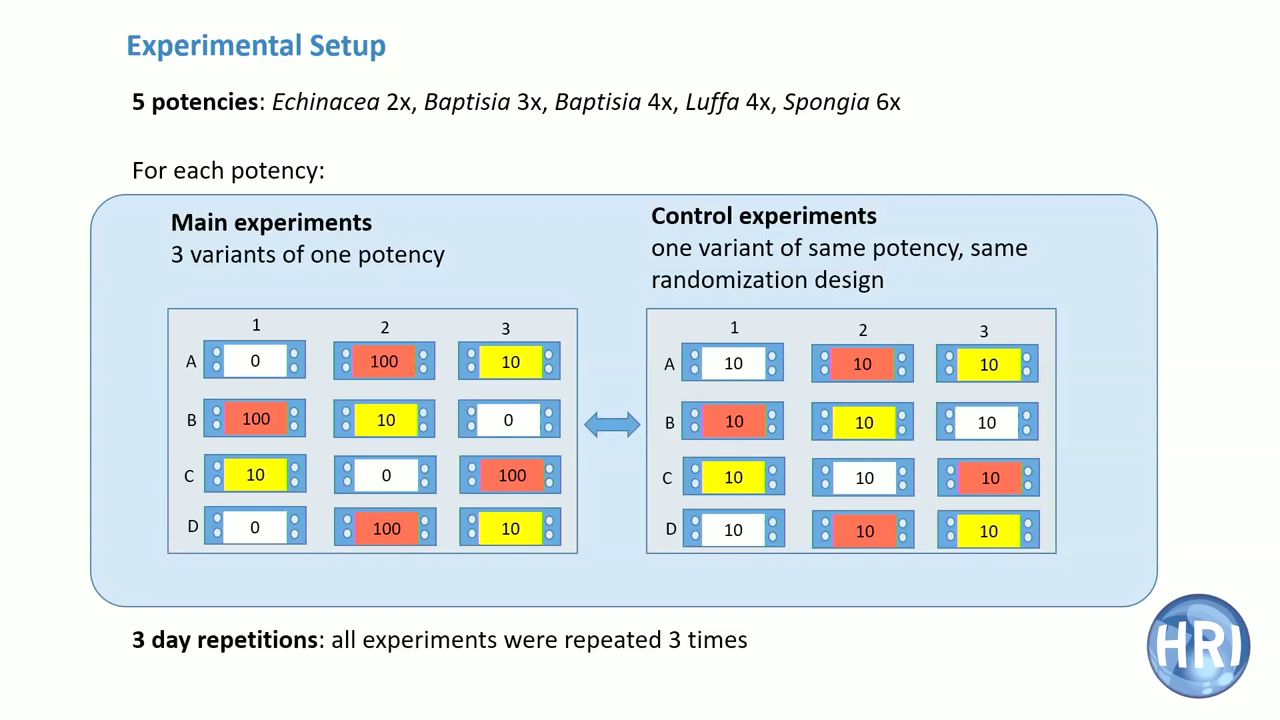 Experimental Setup
5 potencies: Echinacea 2x, Baptisia 3x, Baptisia 4x, Luffa 4x, Spongia 6x
For each potency:
Main experiments
3 variants of one potency
1 2 3
A 0 100 10
B 100 10 0
C 10 0 100
D 0 100 10
Control experiments
one variant of same potency, same
randomization design
1 2 3
A 10 10 10
B 10 10 10
C 10 10 10
D 10 10 10
3 day repetitions: all experiments were repeated 3 times
HRI